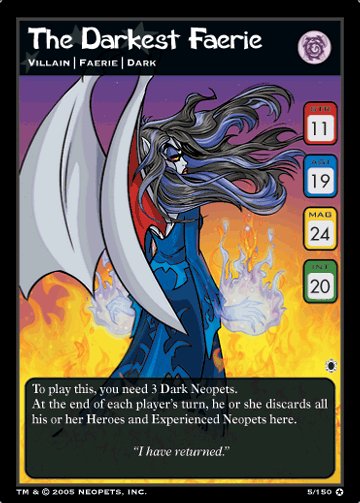 The Darkest Faerie
VILLAIN | FAERIE | DARK
STR
11
AGI
19
MAG
24
INT
20
To play this, you need 3 Dark Neopets.
At the end of each player's turn, he or she discards all
his or her Heroes and Experienced Neopets here.
"I have returned."
TM & © 2005 NEOPETS, INC.
5/150